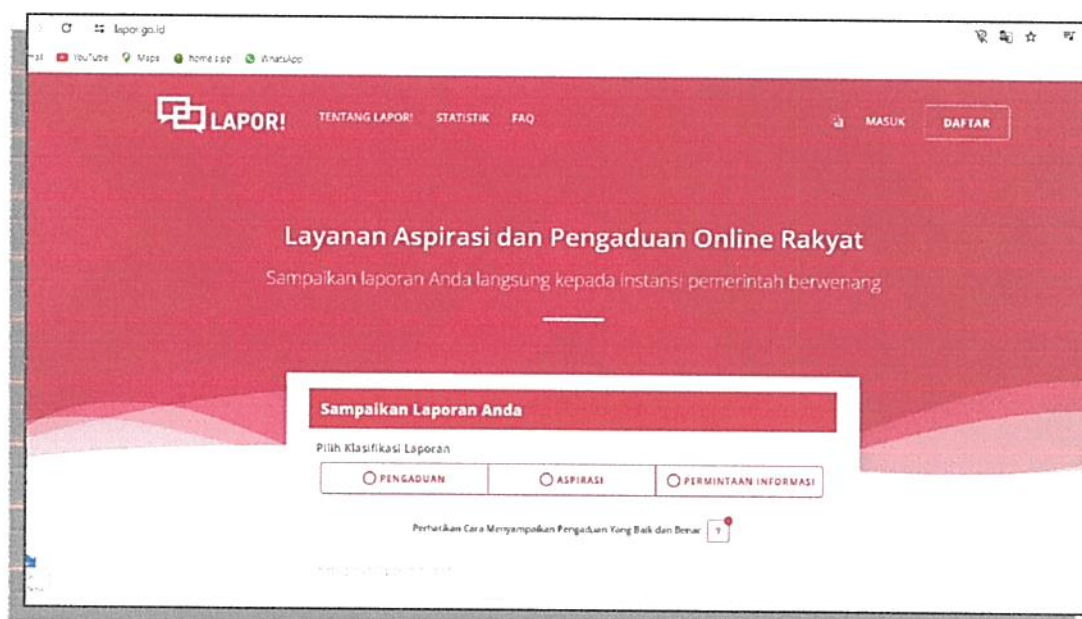 lapor.go.id
YouTube Maps WhatsApp
LAPOR! TENTANG LAPOR! STATISTIK FAQ MASUK DAFTAR
Layanan Aspirasi dan Pengaduan Online Rakyat
Sampaikan laporan Anda langsung kepada instansi pemerintah berwenang
Sampaikan Laporan Anda
Pilih Klasifikasi Laporan
PENGADUAN ASPIRASI PERMINTAAN INFORMASI
Perhatikan Cara Menyampaikan Pengaduan Yang Baik dan Benar ?